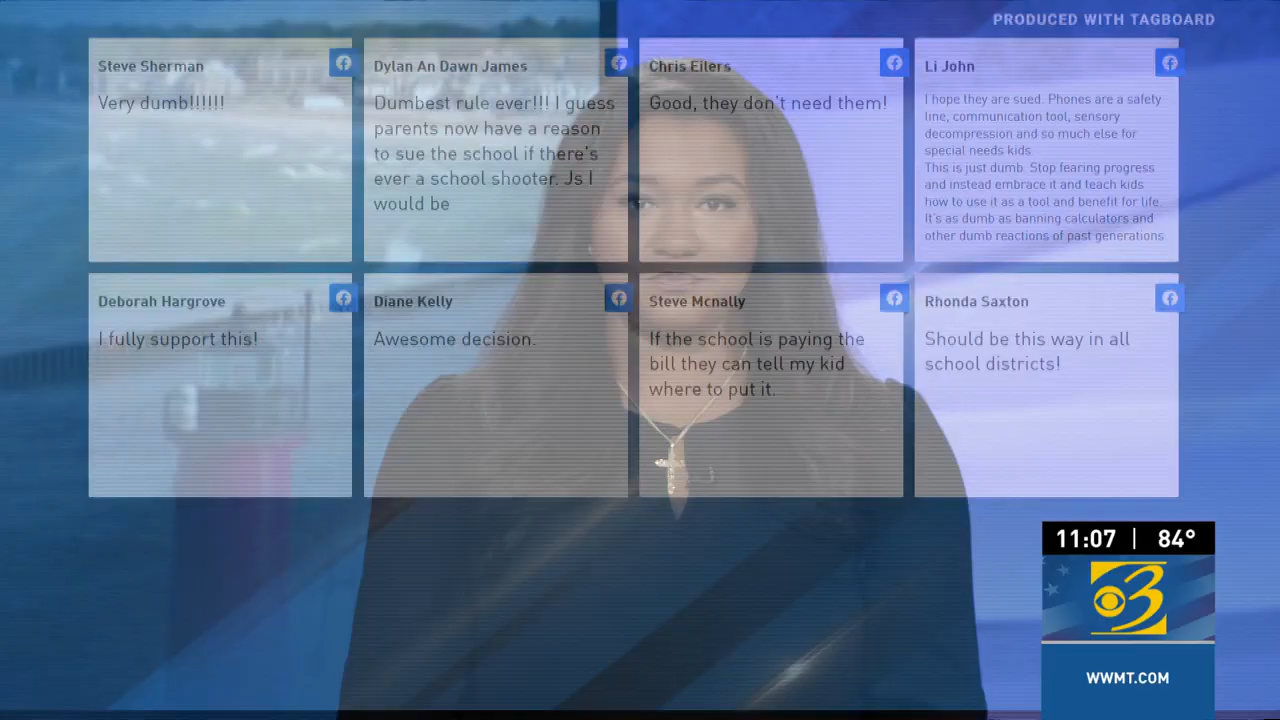 PRODUCED WITH TAGBOARD
Steve Sherman
Very dumb!!!!!!
Dylan An Dawn James
Dumbest rule ever!!! I guess
parents now have a reason
to sue the school if there's
ever a school shooter. Js I
would be
Chris Eilers
Good, they don't need them!
Li John
I hope they are sued. Phones are a safety
line, communication tool, sensory
decompression and so much else for
special needs kids
This is just dumb. Stop fearing progress
and instead embrace it and teach kids
how to use it as a tool and benefit for life.
It's as dumb as banning calculators and
other dumb reactions of past generations
Deborah Hargrove
I fully support this!
Diane Kelly
Awesome decision.
Steve Mcnally
If the school is paying the
bill they can tell my kid
where to put it.
Rhonda Saxton
Should be this way in all
school districts!
11:07 | 84°
3
WWMT.COM